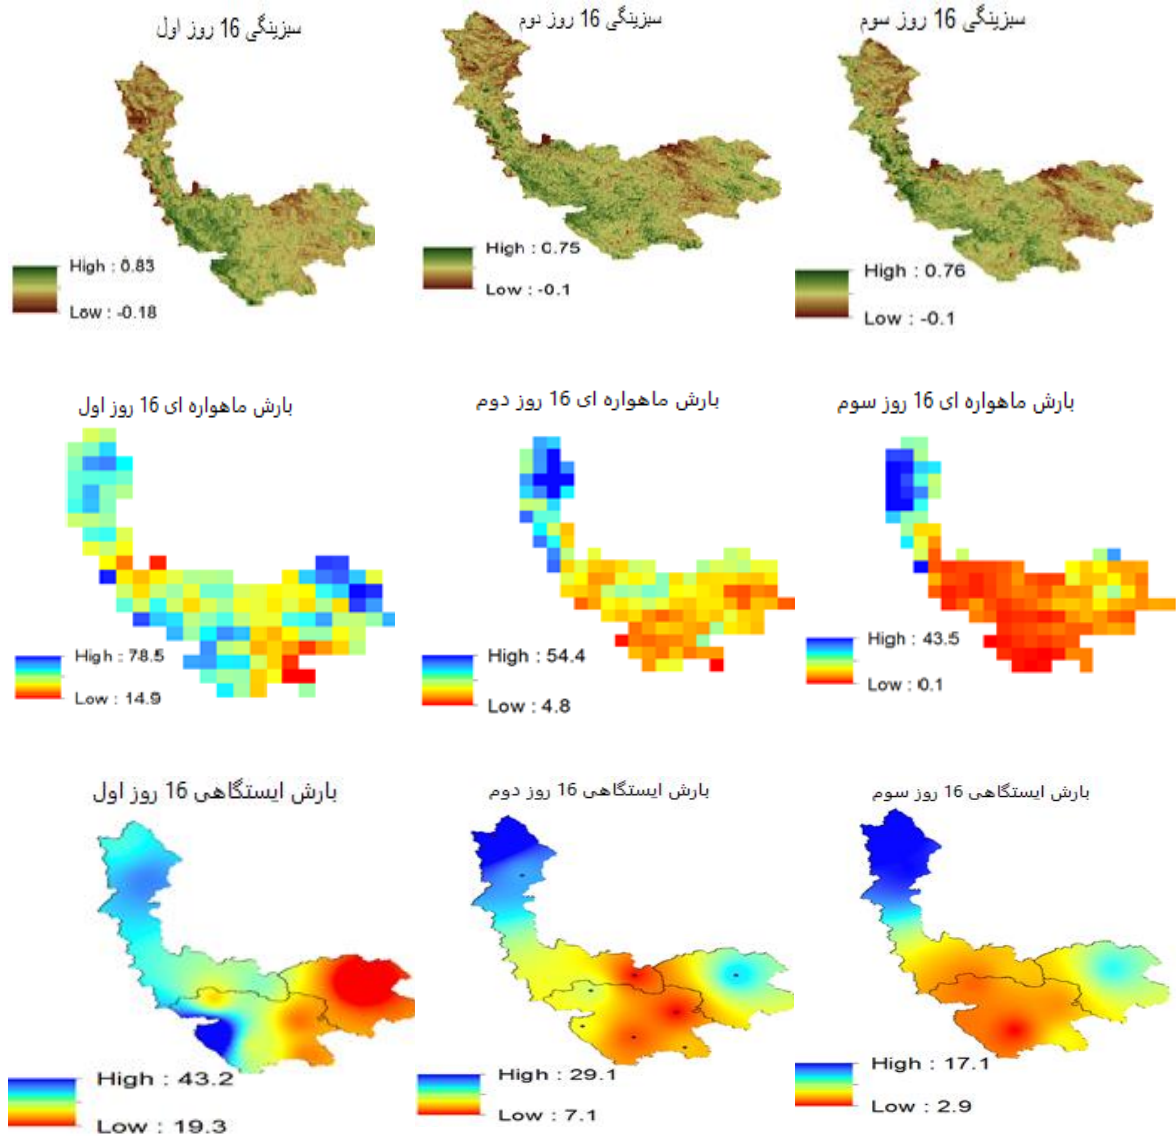 سبزینگی 16 روز اول
سبزینگی 16 روز دوم
سبزینگی 16 روز سوم
High : 0.83
Low : -0.18
High : 0.75
Low : -0.1
High : 0.76
Low : -0.1
بارش ماهواره ای 16 روز اول
بارش ماهواره ای 16 روز دوم
بارش ماهواره ای 16 روز سوم
High : 78.5
Low : 14.9
High : 54.4
Low : 4.8
High : 43.5
Low : 0.1
بارش ایستگاهی 16 روز اول
بارش ایستگاهی 16 روز دوم
بارش ایستگاهی 16 روز سوم
High : 43.2
Low : 19.3
High : 29.1
Low : 7.1
High : 17.1
Low : 2.9